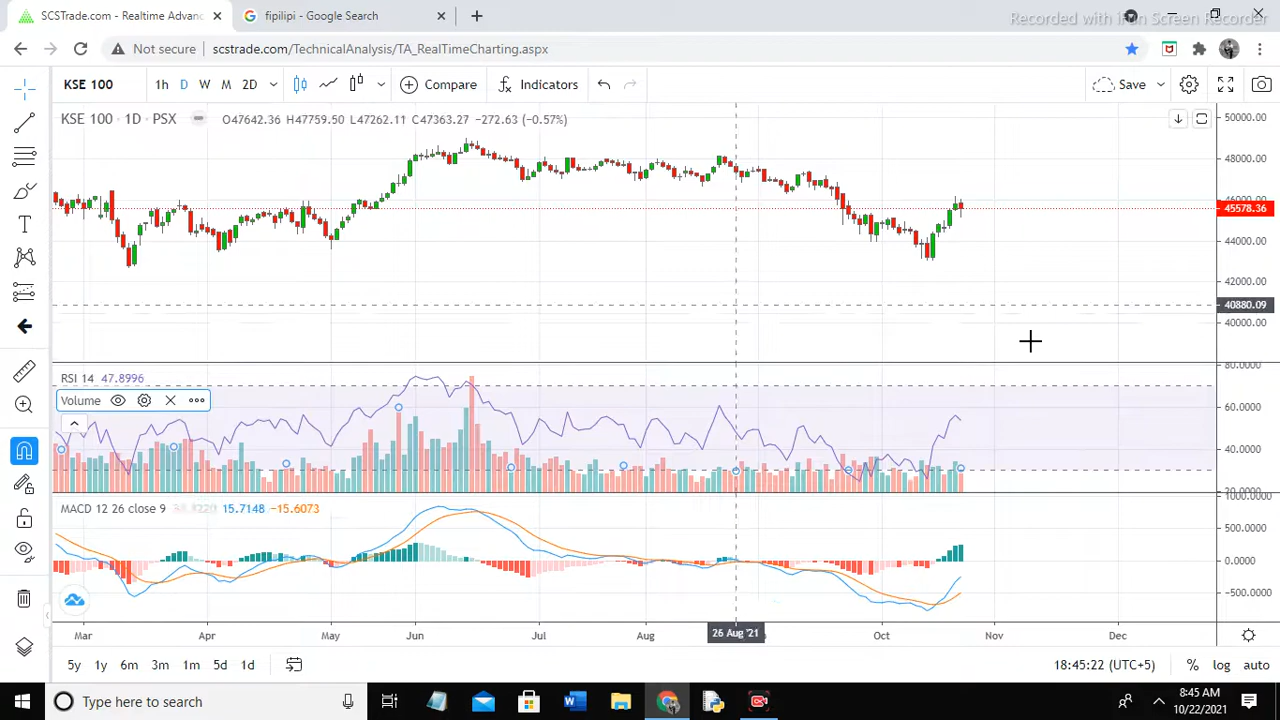 SCSTrade.com - Realtime Advanc
fipilipi - Google Search
Recorded with iFun Screen Recorder
Not secure
scstrade.com/TechnicalAnalysis/TA_RealTimeCharting.aspx
KSE 100
1h D W M 2D
Compare
Indicators
Save
KSE 100 · 1D · PSX
O47642.36 H47759.50 L47262.11 C47363.27 −272.63 (−0.57%)
50000.00
48000.00
46000.00
45578.36
44000.00
42000.00
40880.09
40000.00
RSI 14 47.8996
Volume
80.0000
60.0000
40.0000
20.0000
MACD 12 26 close 9 15.7148 −15.6073
1000.0000
500.0000
0.0000
−500.0000
Mar Apr May Jun Jul Aug 26 Aug '21 Oct Nov Dec
5y 1y 6m 3m 1m 5d 1d
18:45:22 (UTC+5)
% log auto
Type here to search
8:45 AM
10/22/2021